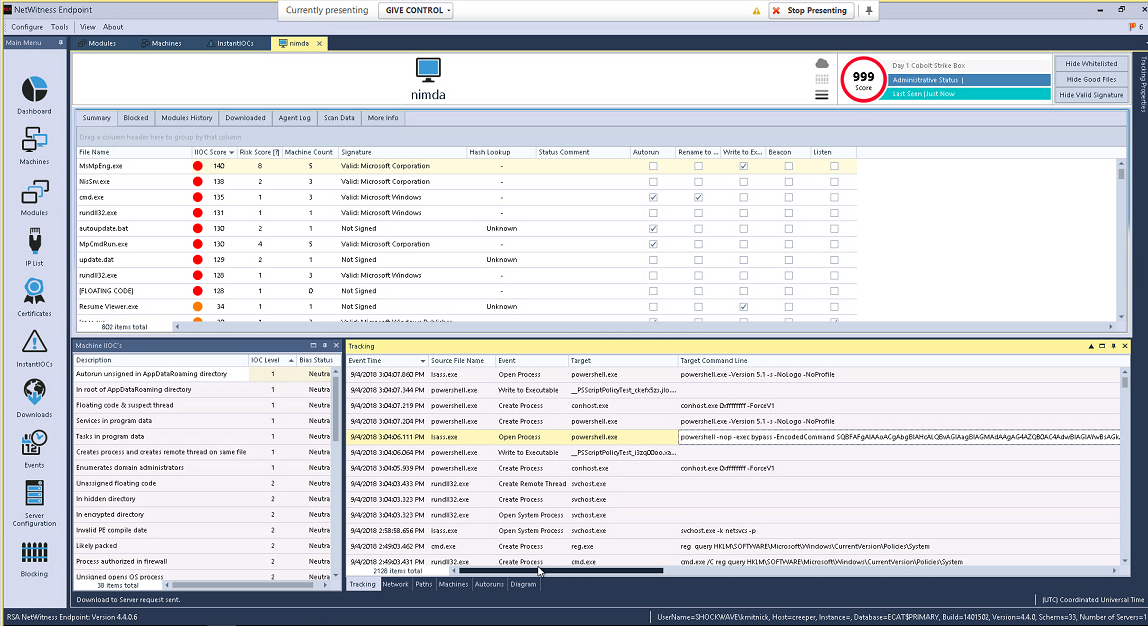 NetWitness Endpoint
Currently presenting GIVE CONTROL Stop Presenting
Configure Tools View About 6
Main Menu Modules Machines InstantIOCs nimda
Dashboard
Machines
Modules
IP List
Certificates
InstantIOCs
Downloads
Events
Server
Configuration
Blocking
nimda
999
Score
Day 1 Cobolt Strike Box
Administrative Status |
Last Seen |Just Now
Hide Whitelisted
Hide Good Files
Hide Valid Signature
Tracking Properties
Summary Blocked Modules History Downloaded Agent Log Scan Data More Info
Drag a column header here to group by that column
File Name IIOC Score Risk Score [?] Machine Count Signature Hash Lookup Status Comment Autorun Rename to ... Write to Ex... Beacon Listen
MsMpEng.exe 140 8 5 Valid: Microsoft Corporation -
NisSrv.exe 138 2 3 Valid: Microsoft Corporation -
cmd.exe 135 1 3 Valid: Microsoft Windows -
rundll32.exe 131 1 1 Valid: Microsoft Windows -
autoupdate.bat 130 2 1 Not Signed Unknown
MpCmdRun.exe 130 4 5 Valid: Microsoft Corporation -
update.dat 129 2 1 Not Signed Unknown
rundll32.exe 128 1 3 Valid: Microsoft Windows -
[FLOATING CODE] 128 1 0 Not Signed -
Resume Viewer.exe 34 1 1 Not Signed Unknown
802 items total
Machine IIOC's
Description IOC Level Bias Status
Autorun unsigned in AppDataRoaming directory 1 Neutra
In root of AppDataRoaming directory 1 Neutra
Floating code & suspect thread 1 Neutra
Services in program data 1 Neutra
Tasks in program data 1 Neutra
Creates process and creates remote thread on same file 1 Neutra
Enumerates domain administrators 1 Neutra
Unassigned floating code 2 Neutra
In hidden directory 2 Neutra
In encrypted directory 2 Neutra
Invalid PE compile date 2 Neutra
Likely packed 2 Neutra
Process authorized in firewall 2 Neutra
Unsigned opens OS process 2 Neutra
38 items total
Tracking
Event Time Source File Name Event Target Target Command Line
9/4/2018 3:04:07.860 PM lsass.exe Open Process powershell.exe powershell.exe -Version 5.1 -s -NoLogo -NoProfile
9/4/2018 3:04:07.344 PM powershell.exe Write to Executable __PSScriptPolicyTest_ckefx5zs.jlo...
9/4/2018 3:04:07.219 PM powershell.exe Create Process conhost.exe conhost.exe 0xffffffff -ForceV1
9/4/2018 3:04:07.204 PM powershell.exe Create Process powershell.exe powershell.exe -Version 5.1 -s -NoLogo -NoProfile
9/4/2018 3:04:06.111 PM lsass.exe Open Process powershell.exe powershell -nop -exec bypass -EncodedCommand
9/4/2018 3:04:06.064 PM powershell.exe Write to Executable __PSScriptPolicyTest_i3zq00oo.xa...
9/4/2018 3:04:05.939 PM powershell.exe Create Process conhost.exe conhost.exe 0xffffffff -ForceV1
9/4/2018 3:04:03.423 PM rundll32.exe Create Remote Thread svchost.exe
9/4/2018 3:04:03.323 PM rundll32.exe Create Process svchost.exe
9/4/2018 3:04:03.323 PM rundll32.exe Open System Process svchost.exe
9/4/2018 2:58:58.656 PM lsass.exe Open System Process svchost.exe svchost.exe -k netsvcs -p
9/4/2018 2:49:03.462 PM cmd.exe Create Process reg.exe reg query HKLM\SOFTWARE\Microsoft\Windows\CurrentVersion\Policies\System
9/4/2018 2:49:03.431 PM rundll32.exe Create Process cmd.exe cmd.exe /C reg query HKLM\SOFTWARE\Microsoft\Windows\CurrentVersion\Policies\System
2128 items total
Tracking Network Paths Machines Autoruns Diagram
Download to Server request sent. (UTC) Coordinated Universal Time
RSA NetWitness Endpoint: Version 4.4.0.6 UserName=SHOCKWAVE\kmitnick, Host=creeper, Instance=, Database=ECAT$PRIMARY, Build=1401502, Version=4.4.0, Schema=33, Number of Servers=1